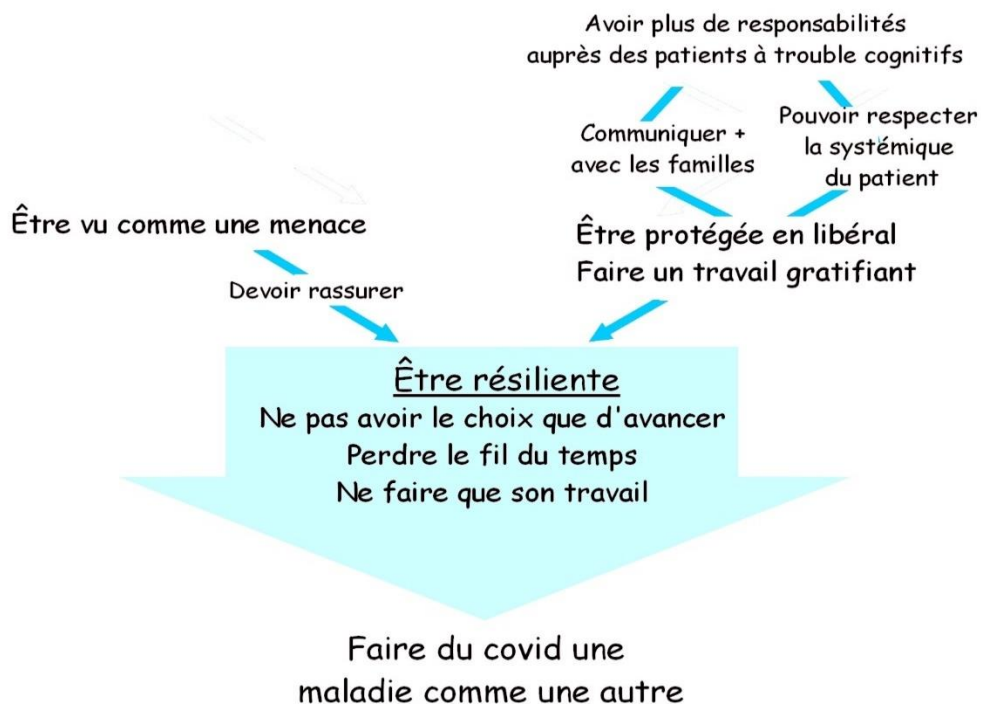 Avoir plus de responsabilités
auprès des patients à trouble cognitifs
Communiquer +
avec les familles
Pouvoir respecter
la systémique
du patient
Être vu comme une menace
Être protégée en libéral
Faire un travail gratifiant
Devoir rassurer
Être résiliente
Ne pas avoir le choix que d'avancer
Perdre le fil du temps
Ne faire que son travail
Faire du covid une
maladie comme une autre